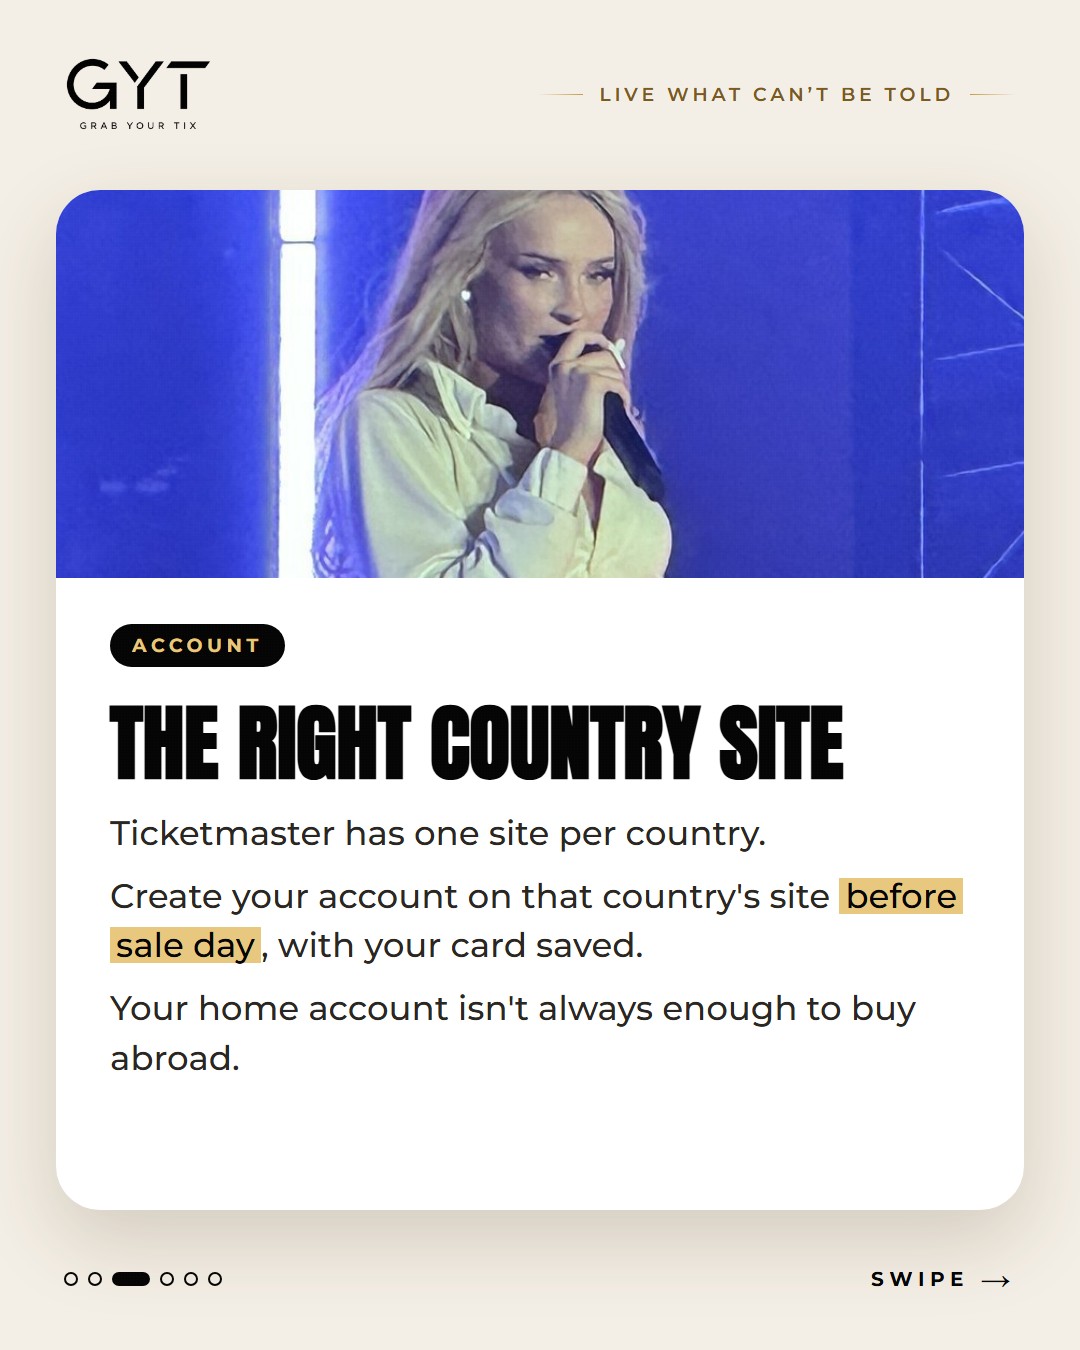 GYT
GRAB YOUR TIX
LIVE WHAT CAN’T BE TOLD
ACCOUNT
THE RIGHT COUNTRY SITE
Ticketmaster has one site per country.
Create your account on that country's site before
sale day, with your card saved.
Your home account isn't always enough to buy
abroad.
SWIPE →